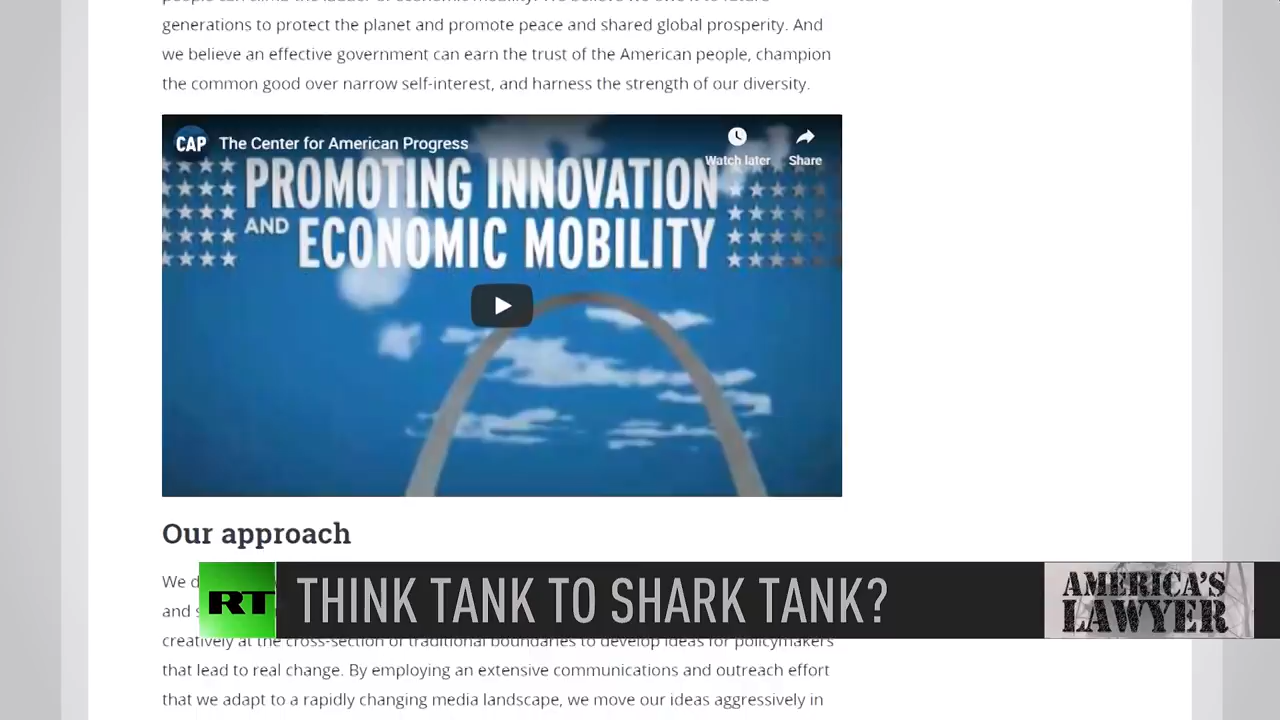 generations to protect the planet and promote peace and shared global prosperity. And
we believe an effective government can earn the trust of the American people, champion
the common good over narrow self-interest, and harness the strength of our diversity.
CAP
The Center for American Progress
Watch later
Share
PROMOTING INNOVATION
AND ECONOMIC MOBILITY
Our approach
We
RT
THINK TANK TO SHARK TANK?
AMERICA'S
LAWYER
and
creatively at the cross-section of traditional boundaries to develop ideas for policymakers
that lead to real change. By employing an extensive communications and outreach effort
that we adapt to a rapidly changing media landscape, we move our ideas aggressively in